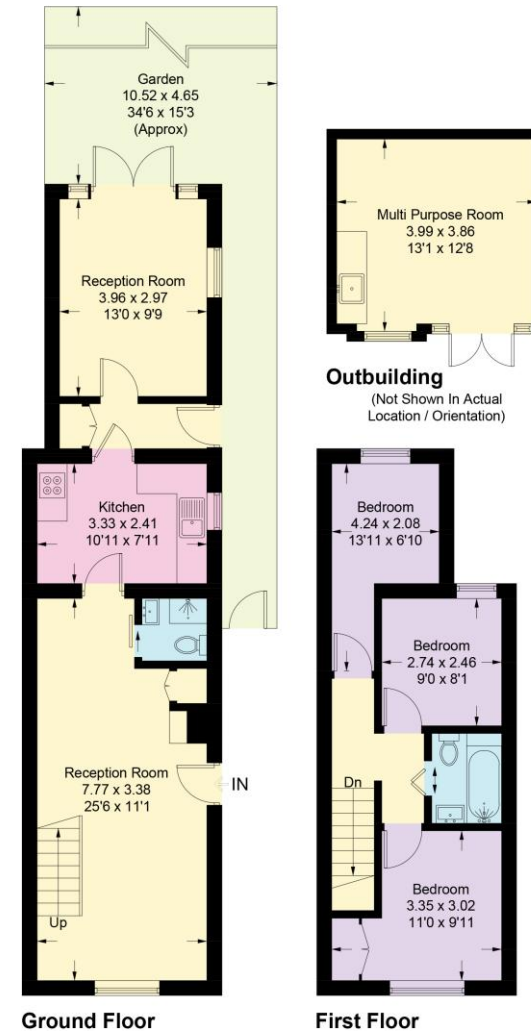 Garden
10.52 x 4.65
34'6 x 15'3
(Approx)
Reception Room
3.96 x 2.97
13'0 x 9'9
Kitchen
3.33 x 2.41
10'11 x 7'11
Reception Room
7.77 x 3.38
25'6 x 11'1
IN
Up
Ground Floor
Multi Purpose Room
3.99 x 3.86
13'1 x 12'8
Outbuilding
(Not Shown In Actual
Location / Orientation)
Bedroom
4.24 x 2.08
13'11 x 6'10
Bedroom
2.74 x 2.46
9'0 x 8'1
Dn
Bedroom
3.35 x 3.02
11'0 x 9'11
First Floor